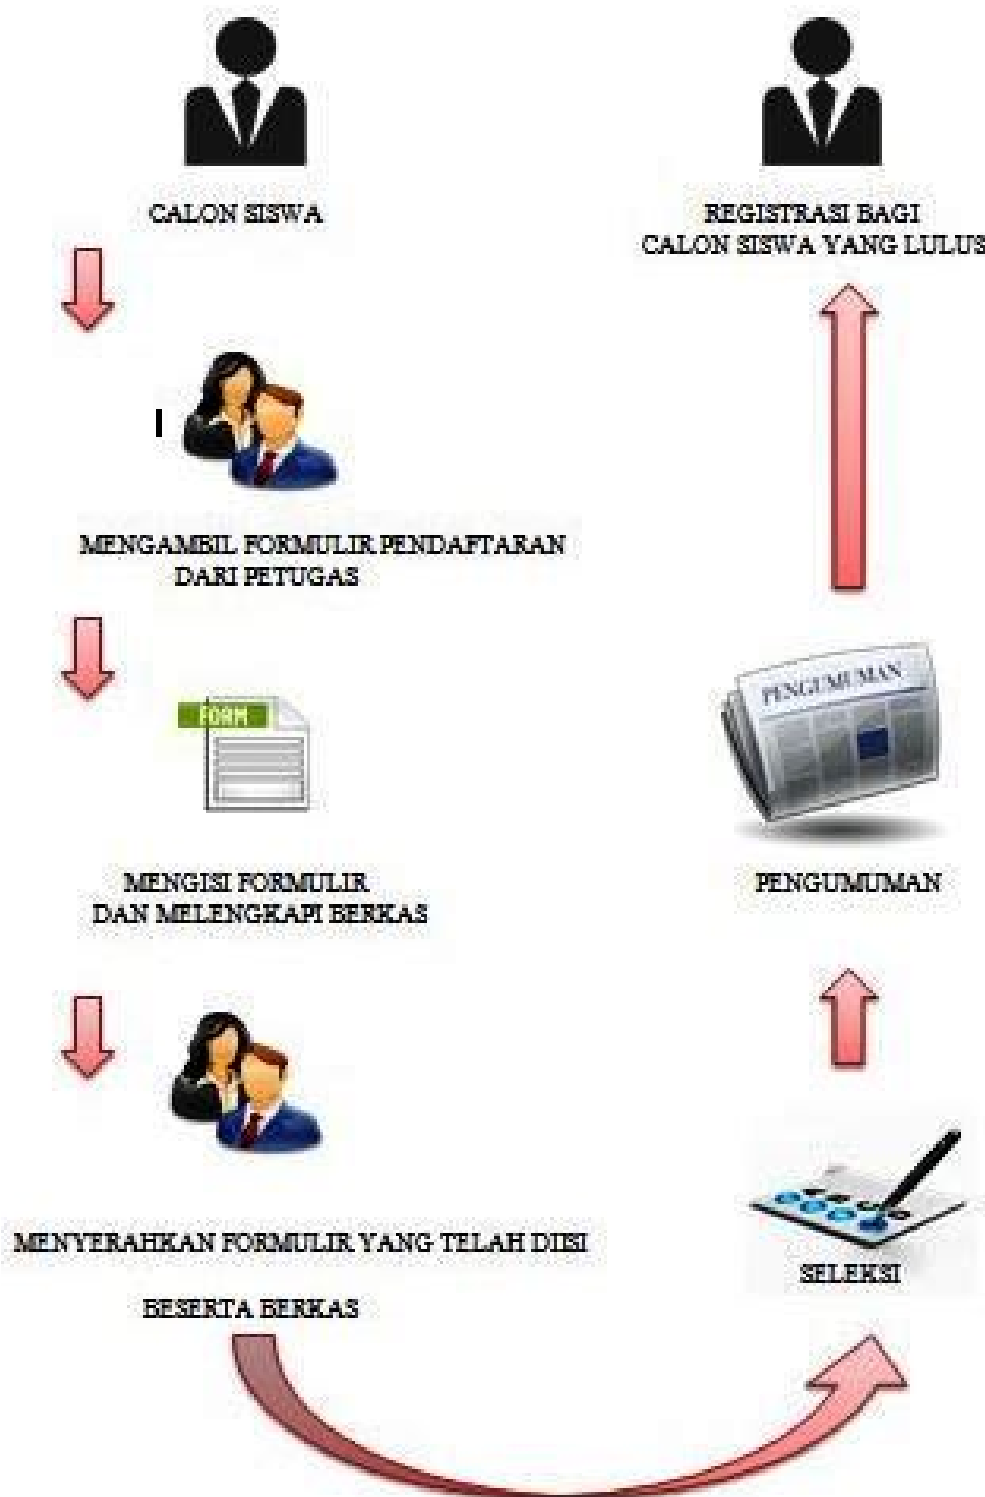 CALON SISWA
MENGAMBIL FORMULIR PENDAFTARAN
DARI PETUGAS
FORM
MENGISI FORMULIR
DAN MELENGKAPI BERKAS
MENYERAHKAN FORMULIR YANG TELAH DIISI
BESERTA BERKAS
SELEKSI
PENGUMUMAN
PENGUMUMAN
REGISTRASI BAGI
CALON SISWA YANG LULUS